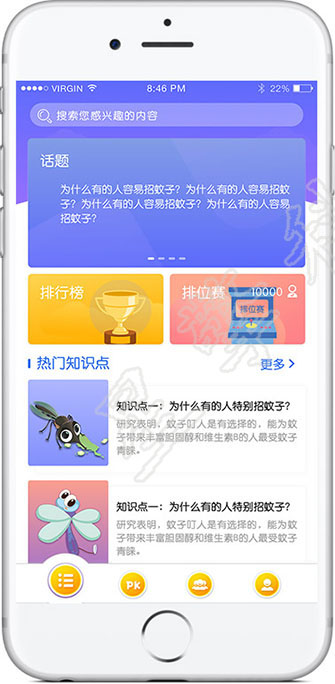 VIRGIN 8:46 PM 22%
搜索您感兴趣的内容
话题
为什么有的人容易招蚊子？为什么有的人容易招蚊
子？为什么有的人容易招蚊子？为什么有的人容易
招蚊子？
排行榜
排位赛 10000
排位赛
热门知识点 更多
知识点一：为什么有的人特别招蚊子？
研究表明，蚊子叮人是有选择的，能为
蚊子带来丰富胆固醇和维生素B的人最受蚊子
青睐。
知识点一：为什么有的人特别招蚊子？
研究表明，蚊子叮人是有选择的，能为
蚊子带来丰富胆固醇和维生素B的人最受蚊子
青睐。
PK